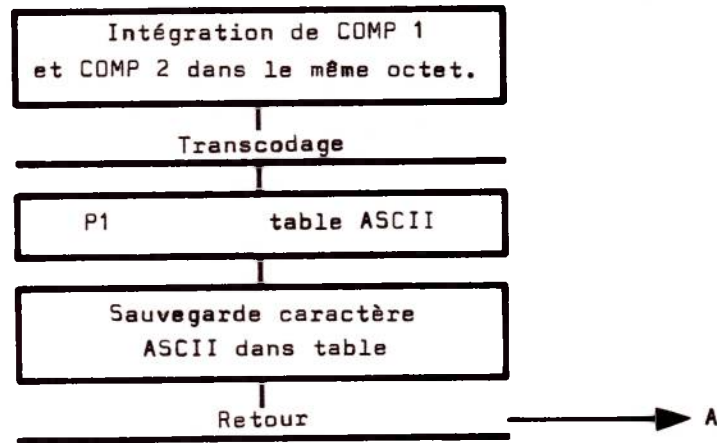 Intégration de COMP 1
et COMP 2 dans le même octet.
Transcodage
P1 table ASCII
Sauvegarde caractère
ASCII dans table
Retour
A